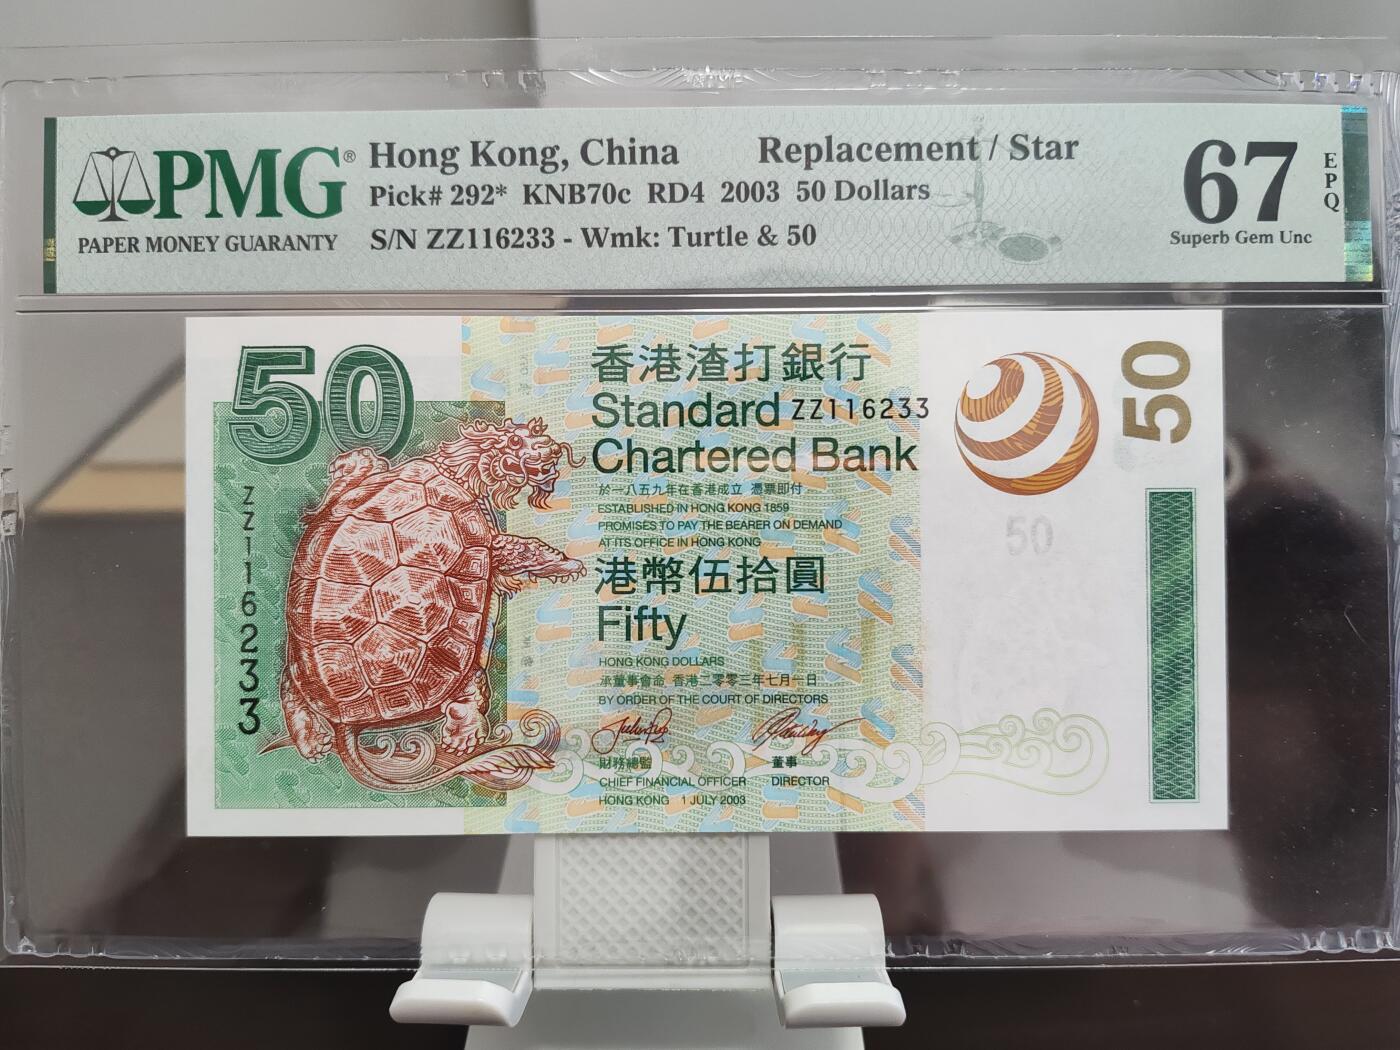 PMG®
PAPER MONEY GUARANTY
Hong Kong, China Replacement / Star
Pick# 292* KNB70c RD4 2003 50 Dollars
S/N ZZ116233 - Wmk: Turtle & 50
67
EPQ
Superb Gem Unc
50
ZZ116233
香港渣打銀行
Standard ZZ116233
Chartered Bank
於一八五九年在香港成立 憑票即付
ESTABLISHED IN HONG KONG 1859
PROMISES TO PAY THE BEARER ON DEMAND
AT ITS OFFICE IN HONG KONG
港幣伍拾圓
Fifty
HONG KONG DOLLARS
承董事會命 香港二零零三年七月一日
BY ORDER OF THE COURT OF DIRECTORS
財務總監 董事
CHIEF FINANCIAL OFFICER DIRECTOR
HONG KONG 1 JULY 2003
50
50